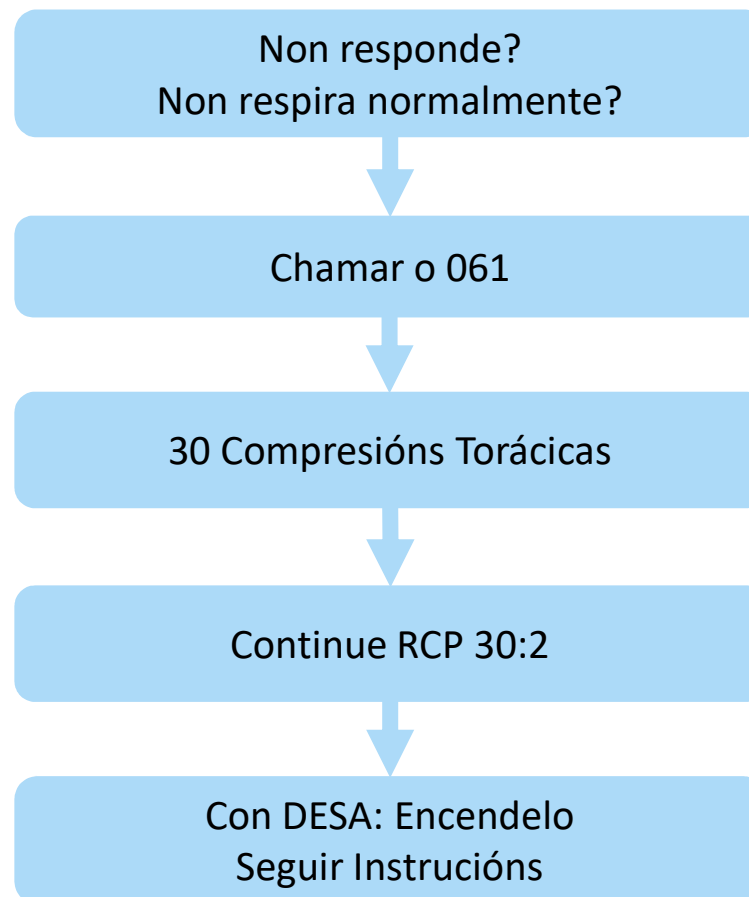 Non responde?
Non respira normalmente?
Chamar o 061
30 Compresións Torácicas
Continue RCP 30:2
Con DESA: Encendelo
Seguir Instrucións